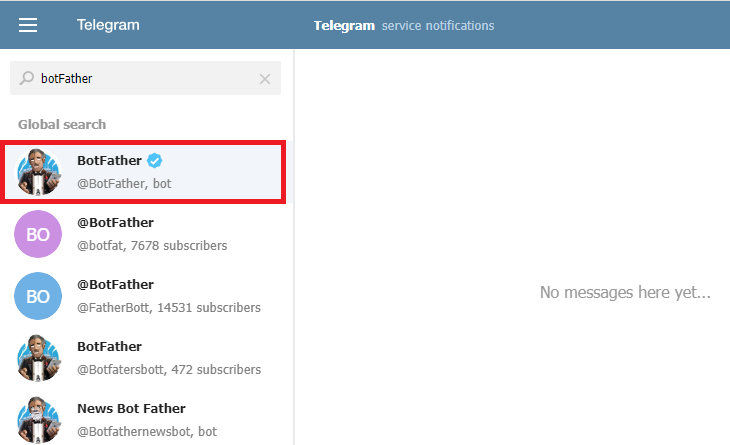 Telegram
Telegram service notifications
botFather
Global search
BotFather
@BotFather, bot
BO
@BotFather
@botfat, 7678 subscribers
BO
@BotFather
@FatherBott, 14531 subscribers
No messages here yet...
BotFather
@Botfatersbott, 472 subscribers
News Bot Father
@Botfathernewsbot, bot